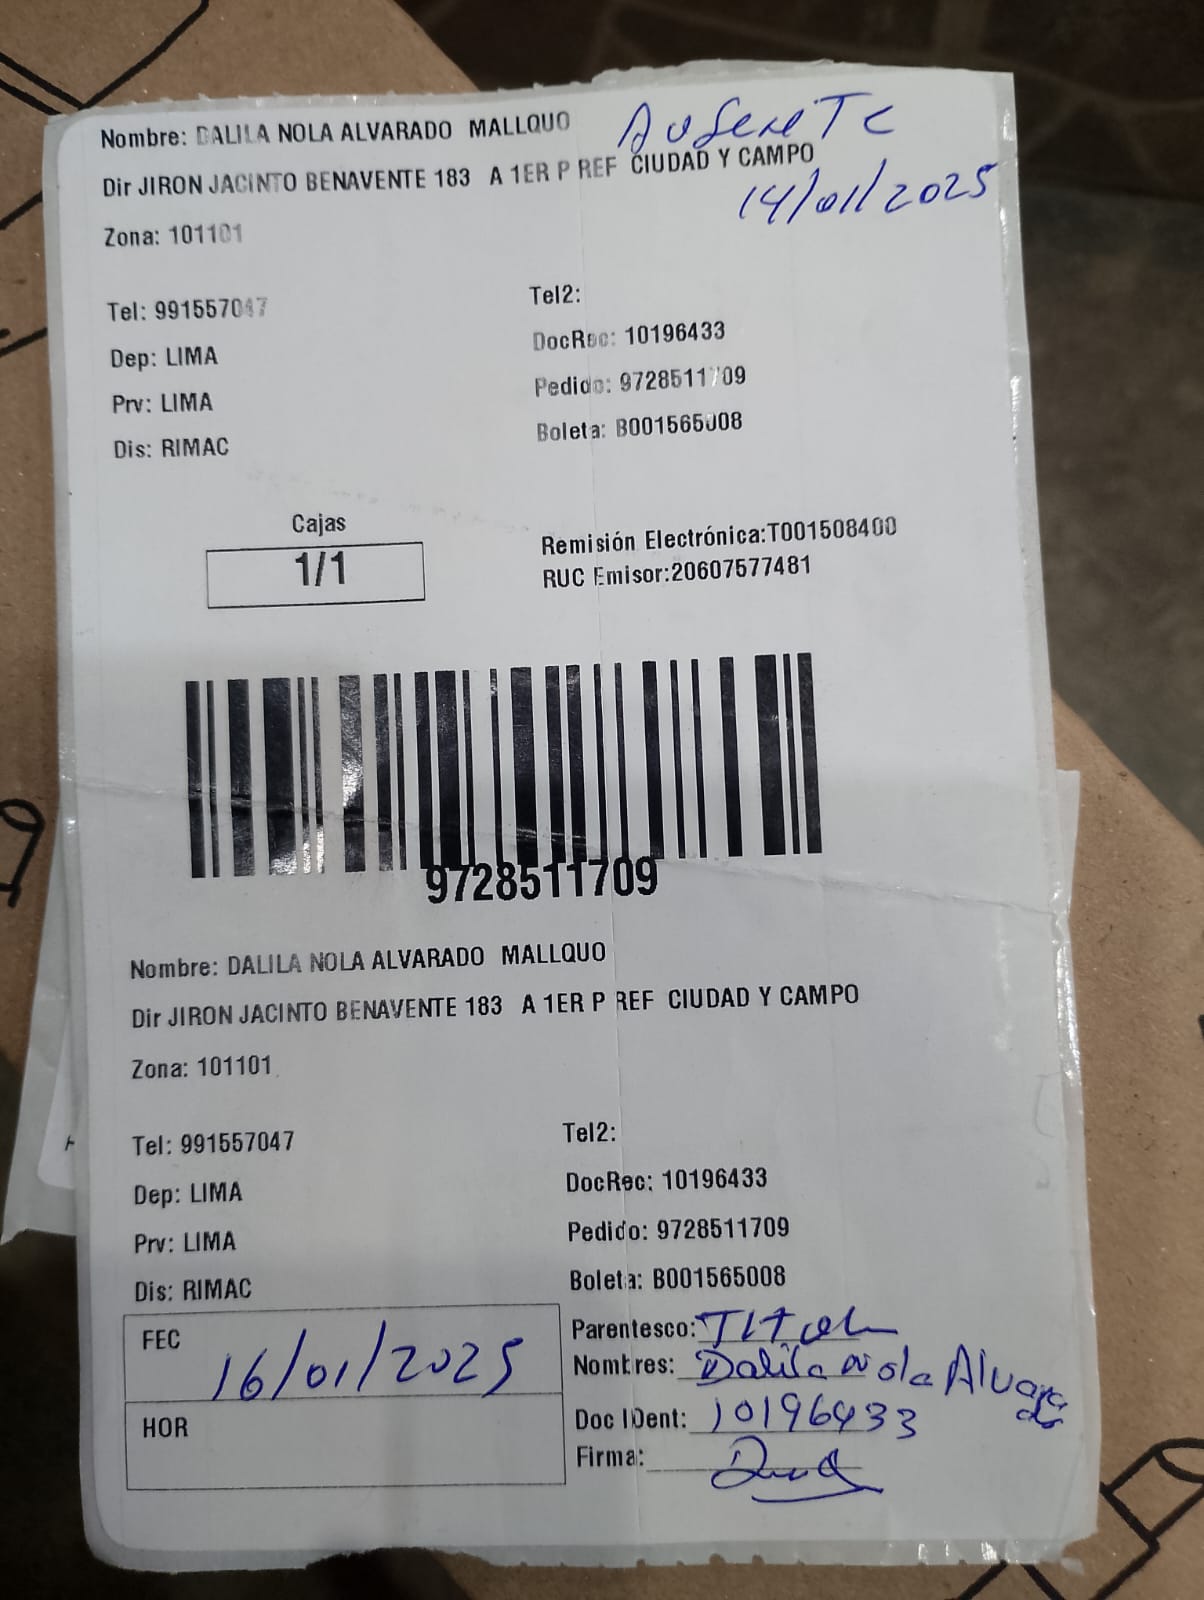 Nombre: DALILA NOLA ALVARADO MALLQUO
AusenTe
Dir JIRON JACINTO BENAVENTE 183 A 1ER P REF CIUDAD Y CAMPO
14/01/2025
Zona: 101101
Tel: 991557047
Tel2:
Dep: LIMA
DocRec: 10196433
Prv: LIMA
Pedido: 9728511709
Dis: RIMAC
Boleta: B001565008
Cajas
1/1
Remisión Electrónica:T001508400
RUC Emisor:20607577481
9728511709
Nombre: DALILA NOLA ALVARADO MALLQUO
Dir JIRON JACINTO BENAVENTE 183 A 1ER P REF CIUDAD Y CAMPO
Zona: 101101
Tel: 991557047
Tel2:
Dep: LIMA
DocRec: 10196433
Prv: LIMA
Pedido: 9728511709
Dis: RIMAC
Boleta: B001565008
FEC 16/01/2025
HOR
Parentesco: Titular
Nombres: Dalila Nola Alvarado
Doc IDent: 10196433
Firma: